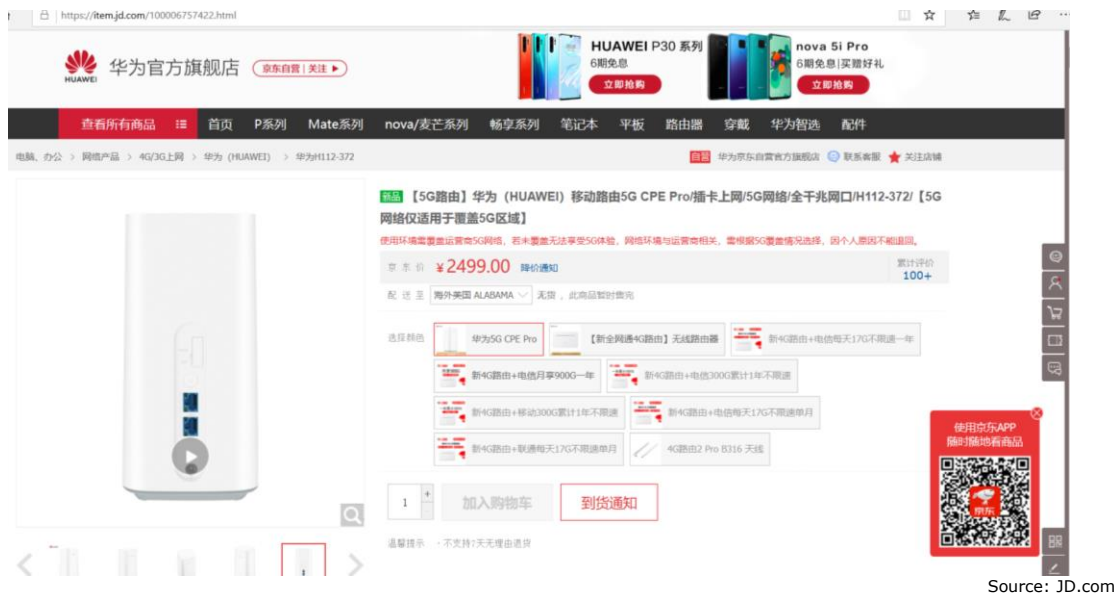 https://item.jd.com/100006757422.html
HUAWEI
华为官方旗舰店
京东自营 | 关注 ▶
HUAWEI P30 系列
6期免息
立即抢购
nova 5i Pro
6期免息|买赠好礼
立即抢购
查看所有商品 首页 P系列 Mate系列 nova/麦芒系列 畅享系列 笔记本 平板 路由器 穿戴 华为智选 配件
电脑、办公 > 网络产品 > 4G/3G上网 > 华为 (HUAWEI) > 华为H112-372
自营 华为京东自营官方旗舰店 联系客服 关注店铺
新品 【5G路由】华为（HUAWEI）移动路由5G CPE Pro/插卡上网/5G网络/全千兆网口/H112-372/【5G
网络仅适用于覆盖5G区域】
使用环境需覆盖运营商5G网络，若未覆盖无法享受5G体验，网络环境与运营商相关，需根据5G覆盖情况选择，因个人原因不能退回。
京 东 价 ￥2499.00 降价通知
累计评价
100+
配 送 至 海外美国 ALABAMA 无货 ，此商品暂时售完
选择颜色 华为5G CPE Pro 【新全网通4G路由】无线路由器 新4G路由+电信每天17G不限速一年
新4G路由+电信月享900G一年 新4G路由+电信300G累计1年不限速
新4G路由+移动300G累计1年不限速 新4G路由+电信每天17G不限速单月
新4G路由+联通每天17G不限速单月 4G路由2 Pro B316 天线
1 + 加入购物车 到货通知
温馨提示 · 不支持7天无理由退货
使用京东APP
随时随地看商品
京东
Source: JD.com